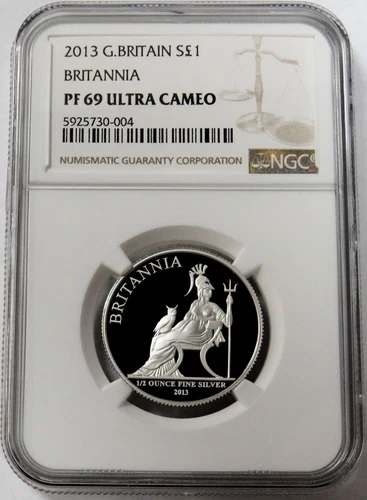 2013 G.BRITAIN S£1
BRITANNIA
PF 69 ULTRA CAMEO
5925730-004
NUMISMATIC GUARANTY CORPORATION
NGC
BRITANNIA
1/2 OUNCE FINE SILVER
2013